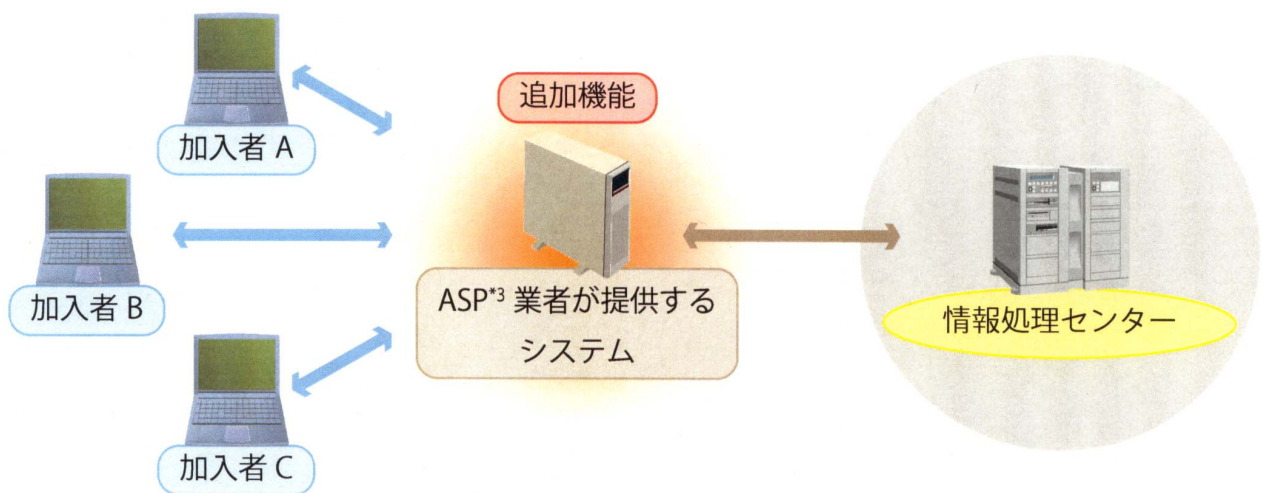 加入者 A
追加機能
加入者 B
ASP*3 業者が提供する
システム
情報処理センター
加入者 C